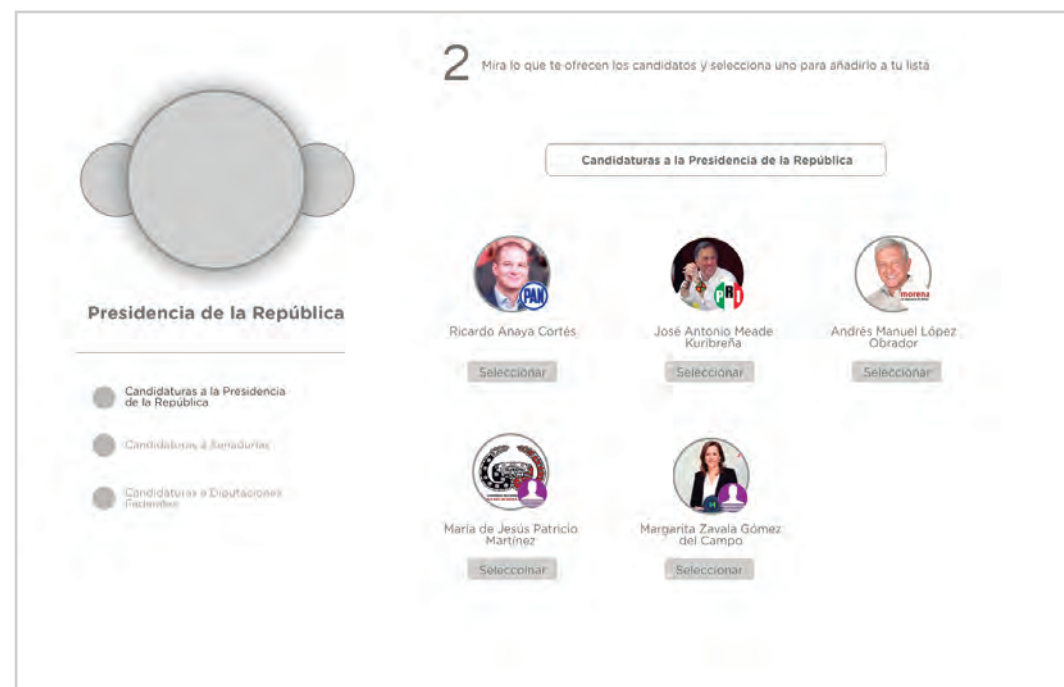 2 Mira lo que te ofrecen los candidatos y selecciona uno para añadirlo a tu lista
Candidaturas a la Presidencia de la República
Presidencia de la República
Candidaturas a la Presidencia
de la República
Candidaturas a Senadurías
Candidaturas a Diputaciones
PAN
PRI
morena
Ricardo Anaya Cortés
José Antonio Meade
Kuribreña
Andrés Manuel López
Obrador
Seleccionar
Seleccionar
Seleccionar
María de Jesús Patricio
Martínez
Margarita Zavala Gómez
del Campo
Seleccoinar
Seleccionar